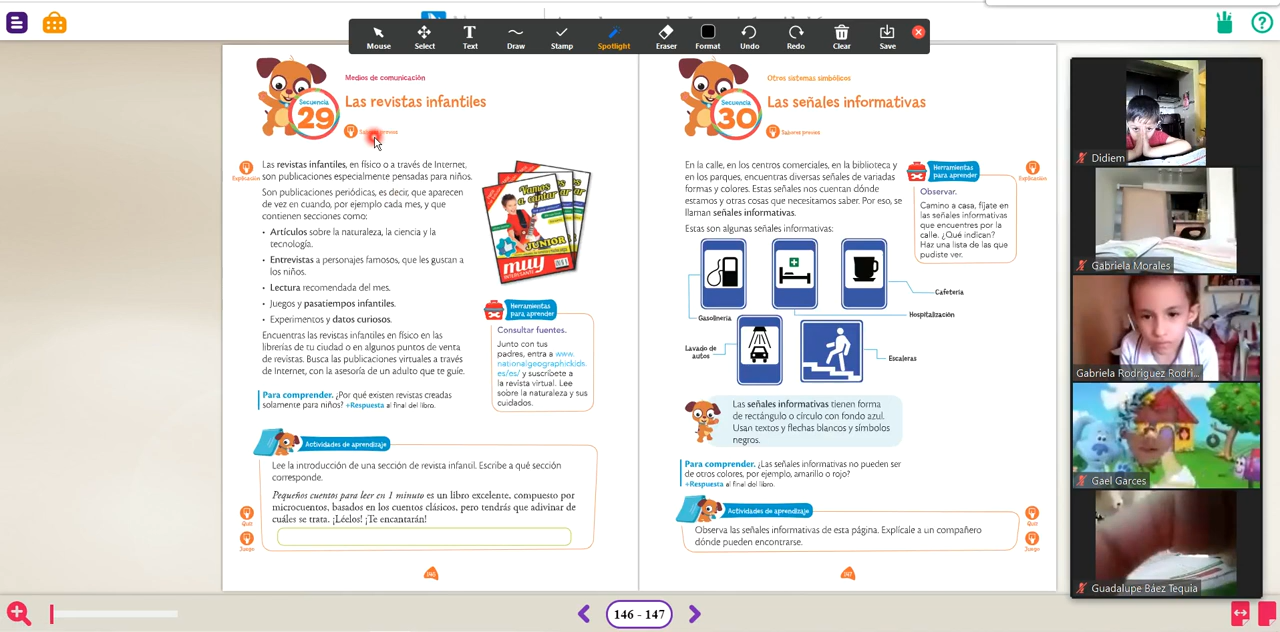 Mouse
Select
Text
Draw
Stamp
Spotlight
Eraser
Format
Undo
Redo
Clear
Save
Medios de comunicación
Secuencia
29
Las revistas infantiles
Explicación
Las revistas infantiles, en físico o a través de Internet,
son publicaciones especialmente pensadas para niños.
Son publicaciones periódicas, es decir, que aparecen
de vez en cuando, por ejemplo cada mes, y que
contienen secciones como:
• Artículos sobre la naturaleza, la ciencia y la
tecnología.
• Entrevistas a personajes famosos, que les gustan a
los niños.
• Lectura recomendada del mes.
• Juegos y pasatiempos infantiles.
• Experimentos y datos curiosos.
Encuentras las revistas infantiles en físico en las
librerías de tu ciudad o en algunos puntos de venta
de revistas. Busca las publicaciones virtuales a través
de Internet, con la asesoría de un adulto que te guíe.
JUNIOR
muy
Herramientas
para aprender
Consultar fuentes.
Junto con tus
padres, entra a www.
nationalgeographickids.
es/es/ y suscríbete a
la revista virtual. Lee
sobre la naturaleza y sus
cuidados.
Para comprender. ¿Por qué existen revistas creadas
solamente para niños? +Respuesta al final del libro.
Actividades de aprendizaje
Lee la introducción de una sección de revista infantil. Escribe a qué sección
corresponde.
Pequeños cuentos para leer en 1 minuto es un libro excelente, compuesto por
microcuentos, basados en los cuentos clásicos, pero tendrás que adivinar de
cuáles se trata. ¡Léelos! ¡Te encantarán!
Quiz
Juego
146
Otros sistemas simbólicos
Secuencia
30
Las señales informativas
Saberes previos
En la calle, en los centros comerciales, en la biblioteca y
en los parques, encuentras diversas señales de variadas
formas y colores. Estas señales nos cuentan dónde
estamos y otras cosas que necesitamos saber. Por eso, se
llaman señales informativas.
Estas son algunas señales informativas:
Herramientas
para aprender
Explicación
Observar.
Camino a casa, fíjate en
las señales informativas
que encuentres por la
calle. ¿Qué indican?
Haz una lista de las que
pudiste ver.
Cafetería
Hospitalización
Gasolinería
Lavado de
autos
Escaleras
Las señales informativas tienen forma
de rectángulo o círculo con fondo azul.
Usan textos y flechas blancos y símbolos
negros.
Para comprender. ¿Las señales informativas no pueden ser
de otros colores, por ejemplo, amarillo o rojo?
+Respuesta al final del libro.
Actividades de aprendizaje
Observa las señales informativas de esta página. Explícale a un compañero
dónde pueden encontrarse.
Quiz
Juego
147
Didiem
Gabriela Morales
Gabriela Rodriguez Rodri...
Gael Garces
Guadalupe Báez Tequia
146 - 147